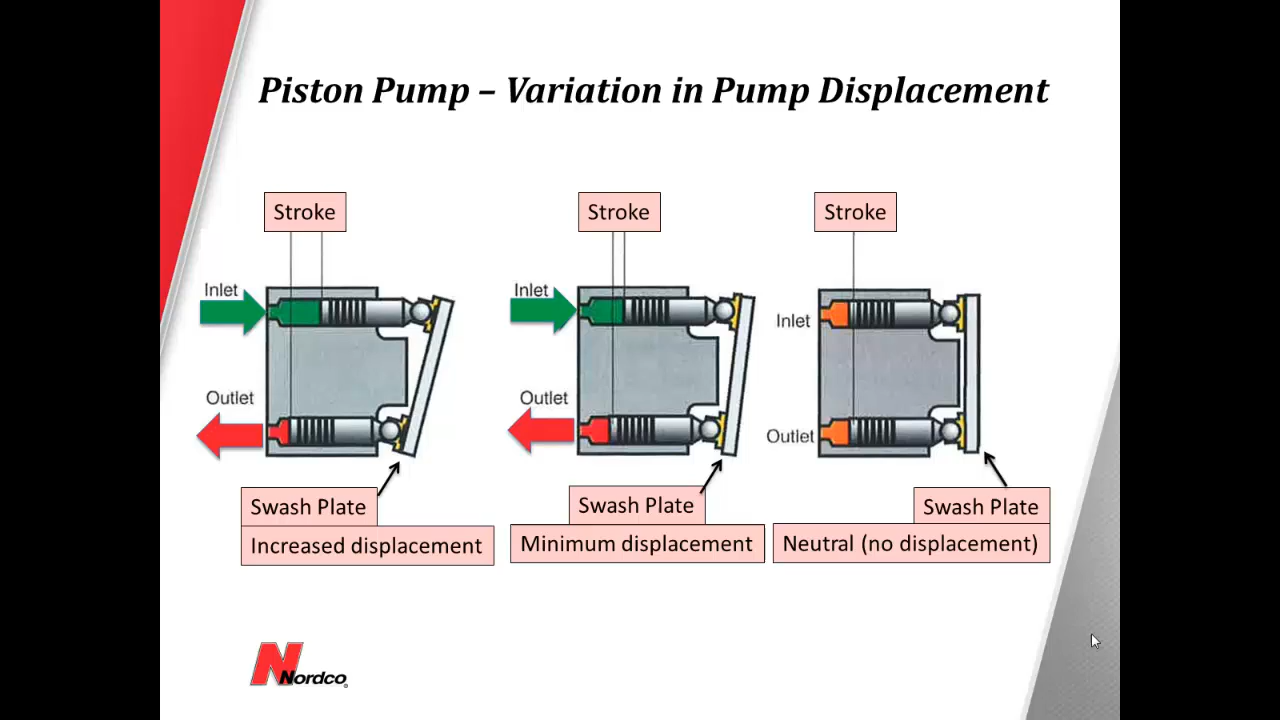 Piston Pump – Variation in Pump Displacement
Stroke
Stroke
Stroke
Inlet
Inlet
Inlet
Outlet
Outlet
Outlet
Swash Plate
Swash Plate
Swash Plate
Increased displacement
Minimum displacement
Neutral (no displacement)
N
Nordco